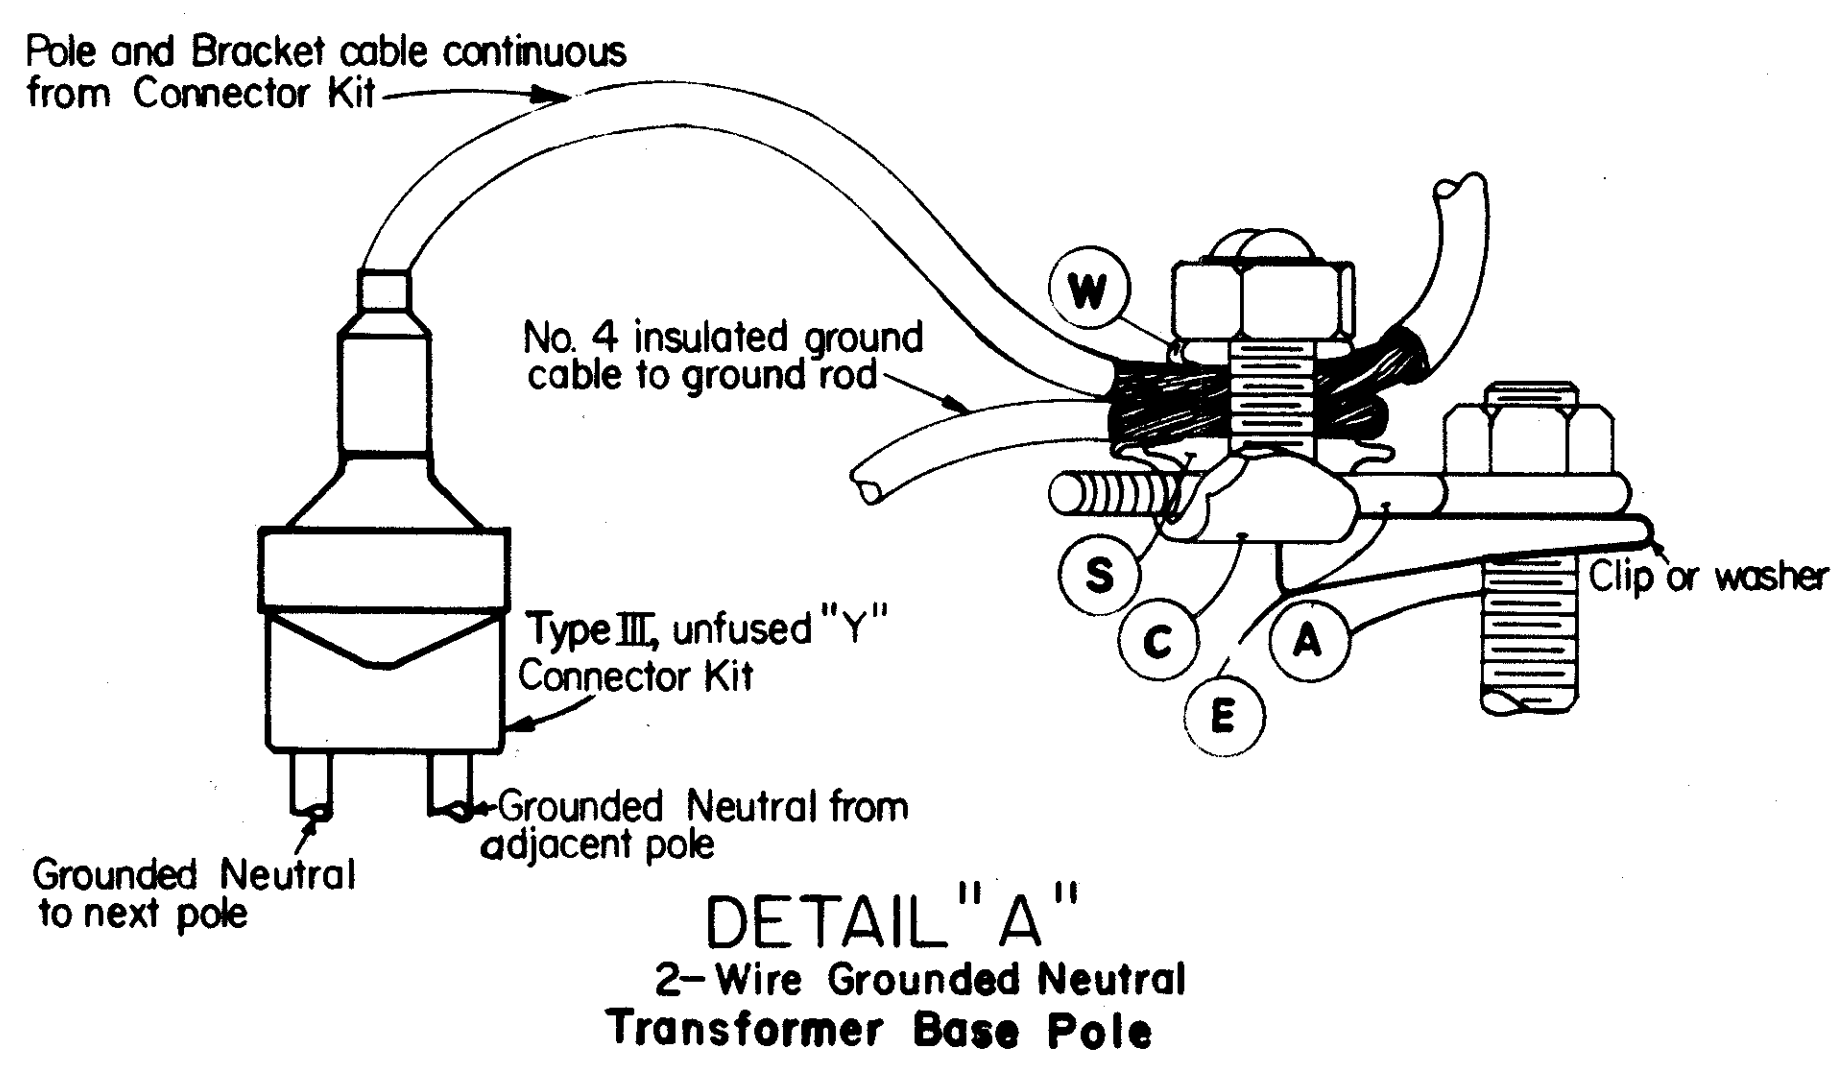 Pole and Bracket cable continuous
from Connector Kit
W
No. 4 insulated ground
cable to ground rod
S
Clip or washer
C
A
Type III, unfused "Y"
Connector Kit
E
Grounded Neutral from
adjacent pole
Grounded Neutral
to next pole
DETAIL "A"
2-Wire Grounded Neutral
Transformer Base Pole